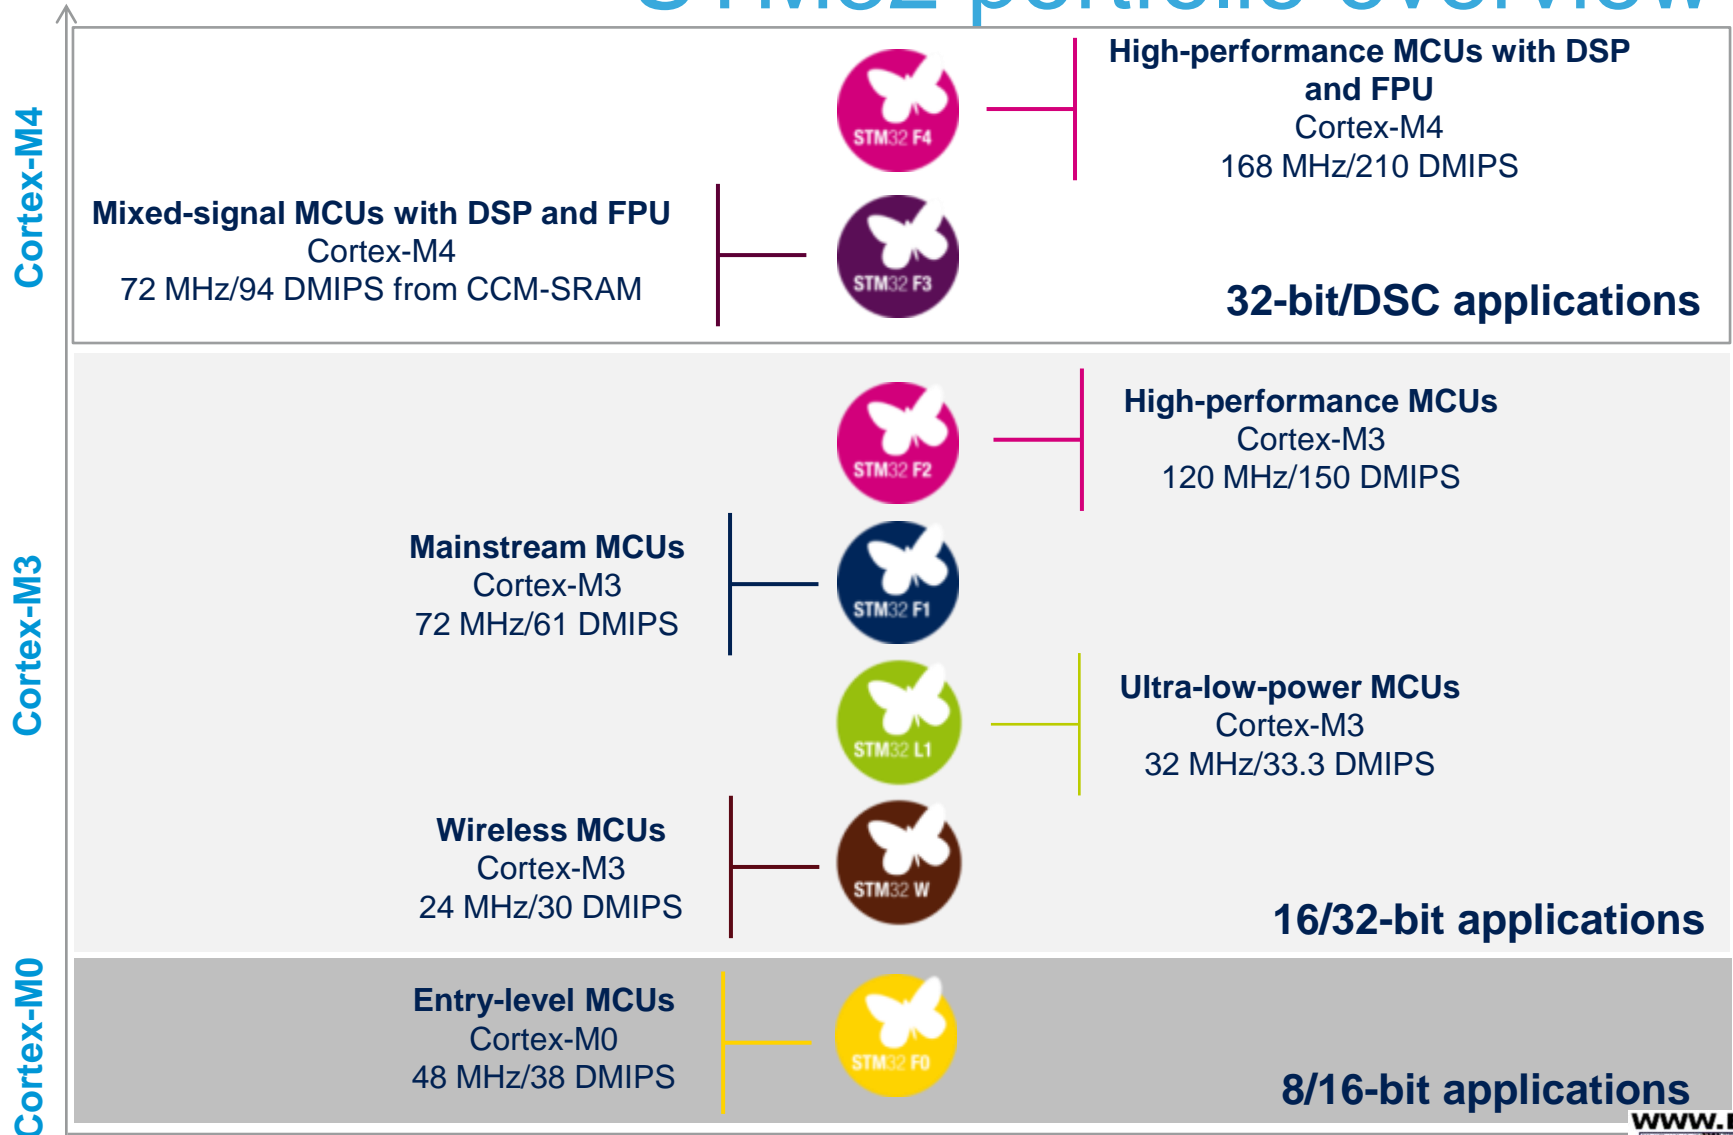 STM32 portfolio overview
High-performance MCUs with DSP
and FPU
Cortex-M4
168 MHz/210 DMIPS
STM32 F4
Cortex-M4
Mixed-signal MCUs with DSP and FPU
Cortex-M4
72 MHz/94 DMIPS from CCM-SRAM
STM32 F3
32-bit/DSC applications
High-performance MCUs
Cortex-M3
120 MHz/150 DMIPS
STM32 F2
Mainstream MCUs
Cortex-M3
72 MHz/61 DMIPS
STM32 F1
Cortex-M3
Ultra-low-power MCUs
Cortex-M3
32 MHz/33.3 DMIPS
STM32 L1
Wireless MCUs
Cortex-M3
24 MHz/30 DMIPS
STM32 W
16/32-bit applications
Cortex-M0
Entry-level MCUs
Cortex-M0
48 MHz/38 DMIPS
STM32 F0
8/16-bit applications